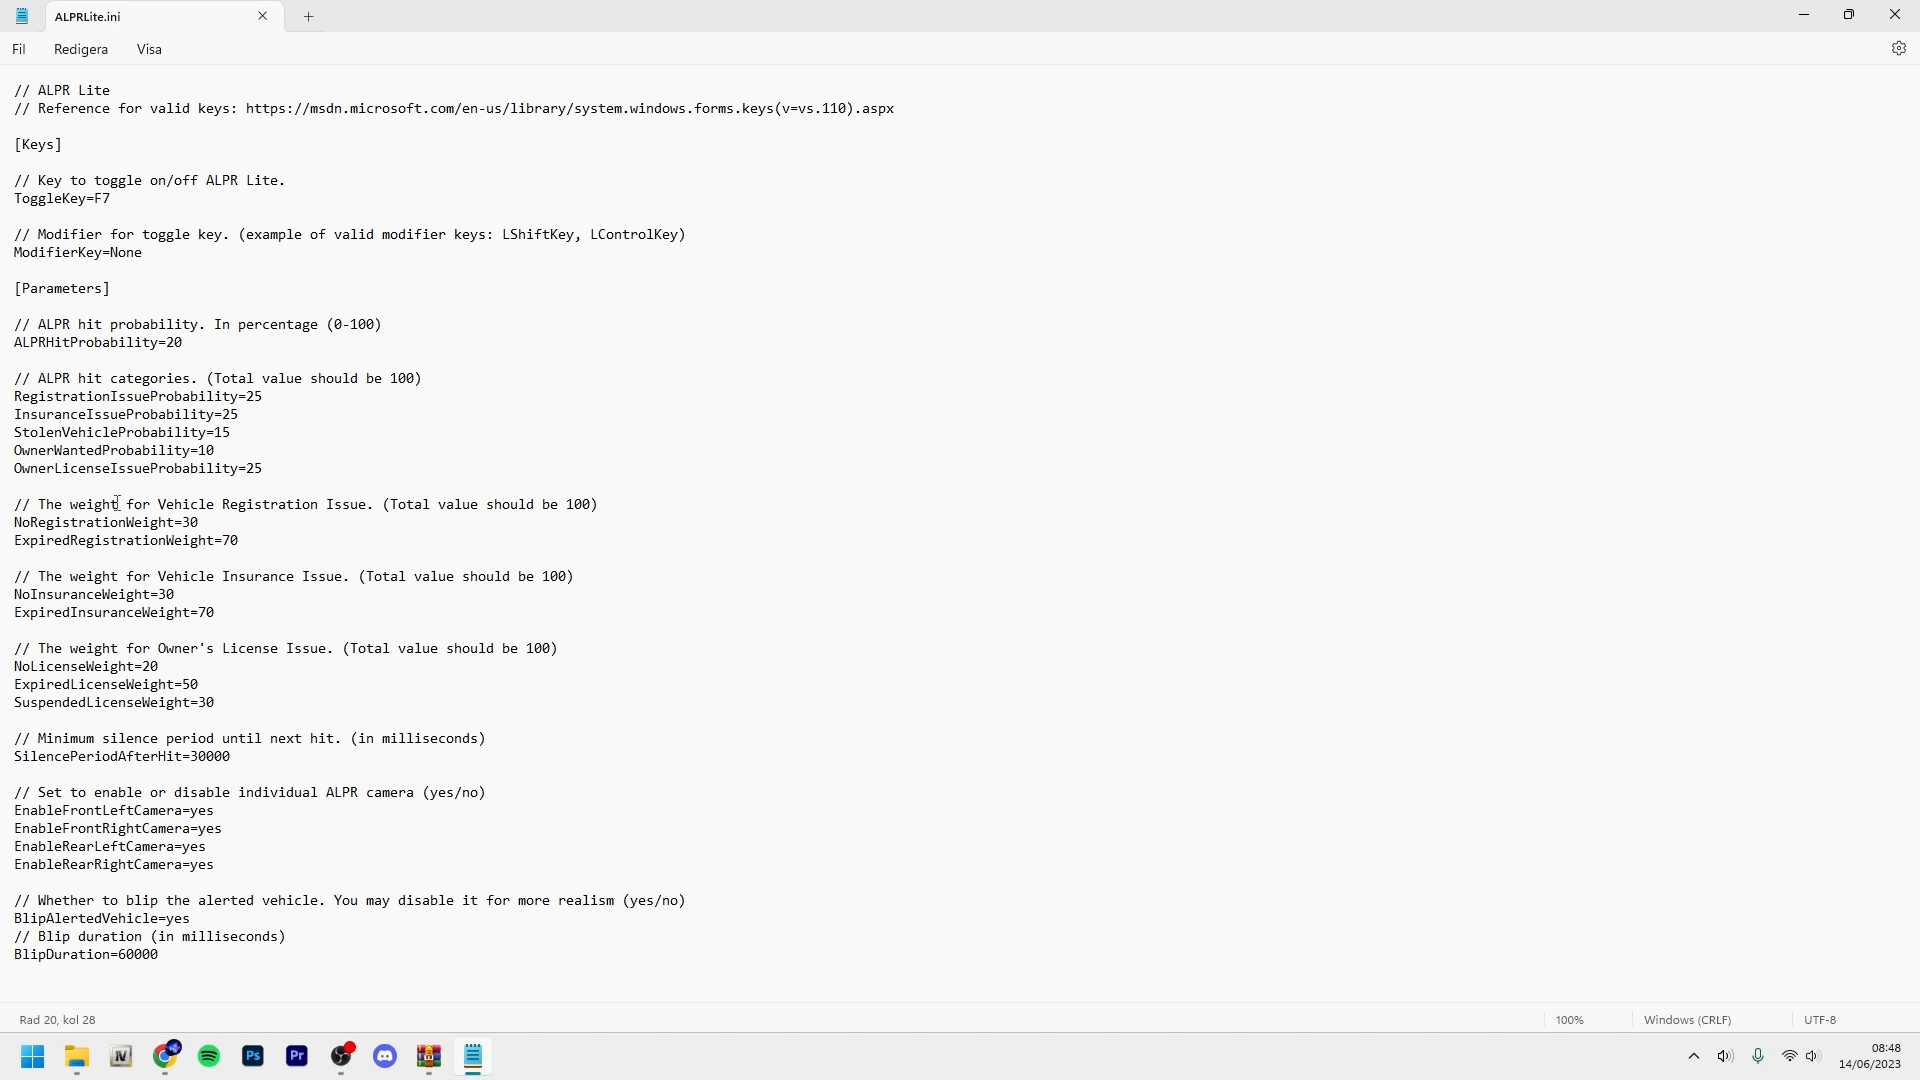 ALPRLite.ini
Fil Redigera Visa
// ALPR Lite
// Reference for valid keys: https://msdn.microsoft.com/en-us/library/system.windows.forms.keys(v=vs.110).aspx
[Keys]
// Key to toggle on/off ALPR Lite.
ToggleKey=F7
// Modifier for toggle key. (example of valid modifier keys: LShiftKey, LControlKey)
ModifierKey=None
[Parameters]
// ALPR hit probability. In percentage (0-100)
ALPRHitProbability=20
// ALPR hit categories. (Total value should be 100)
RegistrationIssueProbability=25
InsuranceIssueProbability=25
StolenVehicleProbability=15
OwnerWantedProbability=10
OwnerLicenseIssueProbability=25
// The weight for Vehicle Registration Issue. (Total value should be 100)
NoRegistrationWeight=30
ExpiredRegistrationWeight=70
// The weight for Vehicle Insurance Issue. (Total value should be 100)
NoInsuranceWeight=30
ExpiredInsuranceWeight=70
// The weight for Owner's License Issue. (Total value should be 100)
NoLicenseWeight=20
ExpiredLicenseWeight=50
SuspendedLicenseWeight=30
// Minimum silence period until next hit. (in milliseconds)
SilencePeriodAfterHit=30000
// Set to enable or disable individual ALPR camera (yes/no)
EnableFrontLeftCamera=yes
EnableFrontRightCamera=yes
EnableRearLeftCamera=yes
EnableRearRightCamera=yes
// Whether to blip the alerted vehicle. You may disable it for more realism (yes/no)
BlipAlertedVehicle=yes
// Blip duration (in milliseconds)
BlipDuration=60000
Rad 20, kol 28 100% Windows (CRLF) UTF-8
IV Ps Pr 08:48
14/06/2023